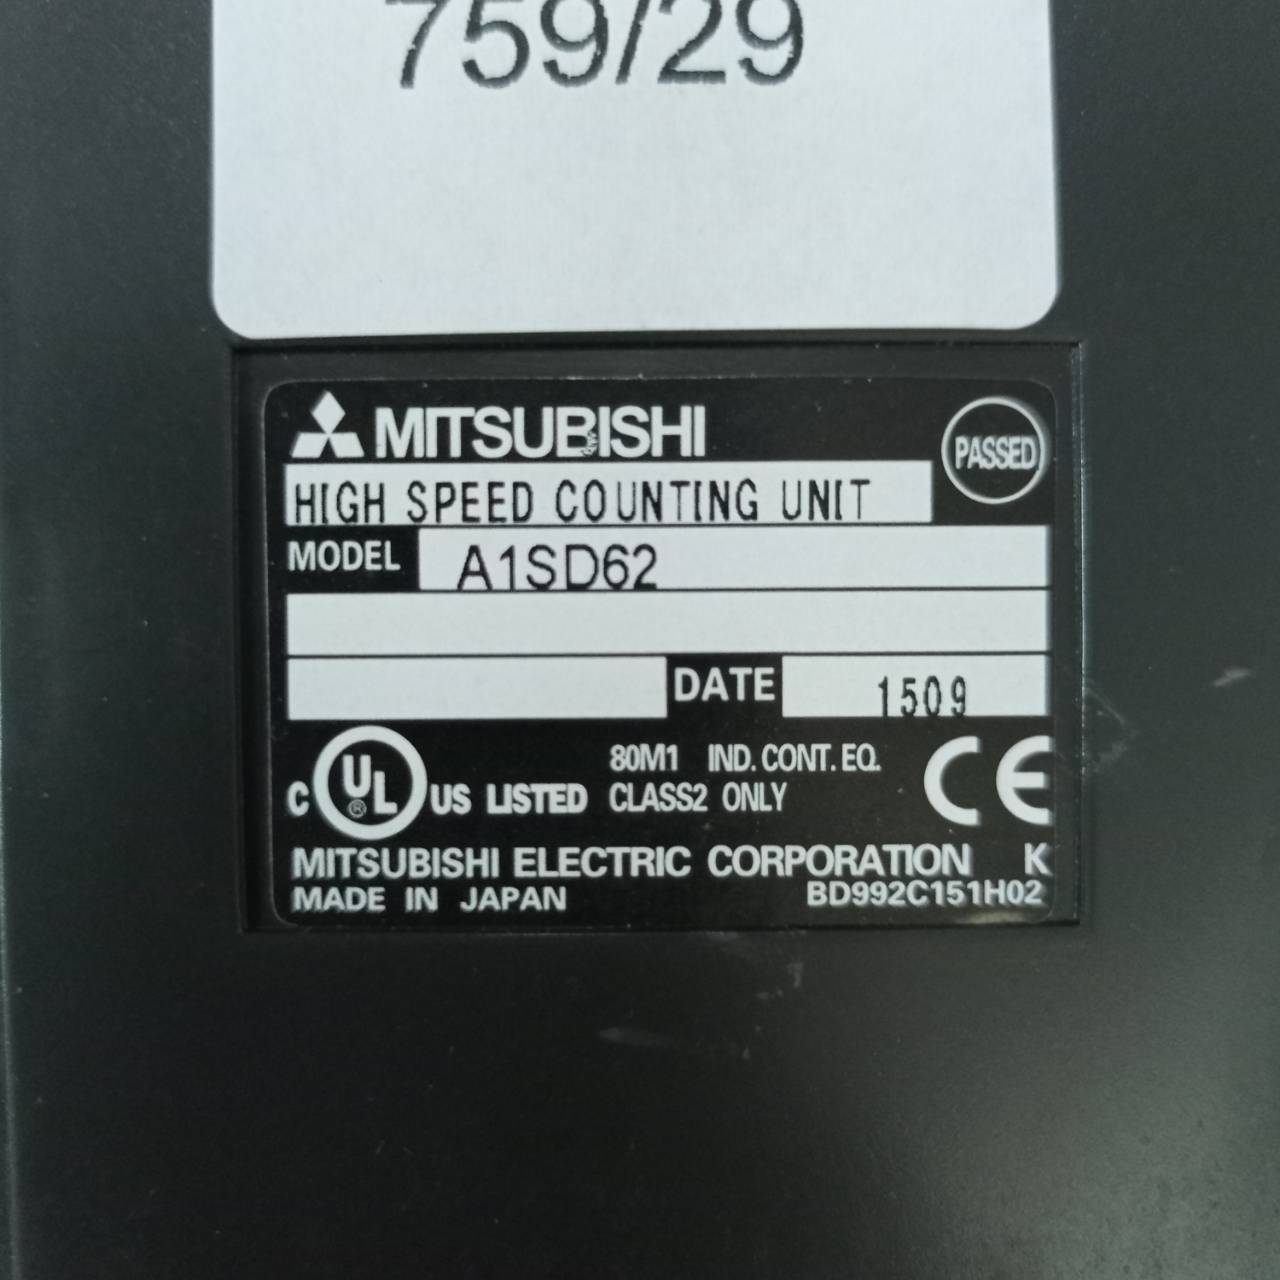 759/29
MITSUBISHI
PASSED
HIGH SPEED COUNTING UNIT
MODEL A1SD62
DATE 1509
C UL ® US LISTED 80M1 IND. CONT. EQ.
CLASS2 ONLY
CE
MITSUBISHI ELECTRIC CORPORATION K
MADE IN JAPAN BD992C151H02